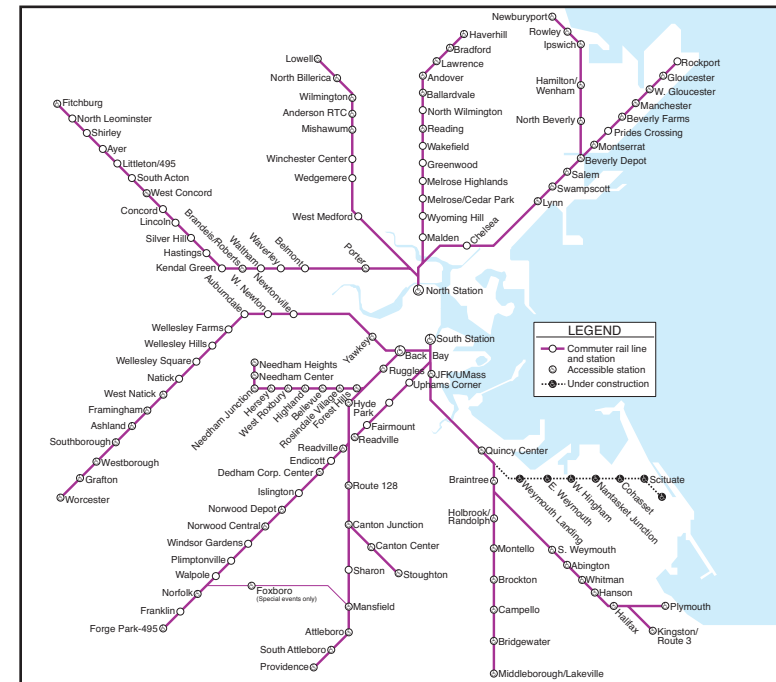 Newburyport
Rowley
Ipswich
Hamilton/
Wenham
North Beverly
Rockport
Gloucester
W. Gloucester
Manchester
Beverly Farms
Prides Crossing
Montserrat
Beverly Depot
Salem
Swampscott
Lynn
Chelsea
Haverhill
Bradford
Lawrence
Andover
Ballardvale
North Wilmington
Reading
Wakefield
Greenwood
Melrose Highlands
Melrose/Cedar Park
Wyoming Hill
Malden
Lowell
North Billerica
Wilmington
Anderson RTC
Mishawum
Winchester Center
Wedgemere
West Medford
Fitchburg
North Leominster
Shirley
Ayer
Littleton/495
South Acton
West Concord
Concord
Lincoln
Silver Hill
Hastings
Kendal Green
Brandeis/Roberts
Waltham
Waverley
Belmont
Porter
North Station
Auburndale
W. Newton
Newtonville
Wellesley Farms
Wellesley Hills
Wellesley Square
Natick
West Natick
Framingham
Ashland
Southborough
Westborough
Grafton
Worcester
Yawkey
South Station
Back Bay
Ruggles
JFK/UMass
Uphams Corner
Needham Heights
Needham Center
Needham Junction
Hersey
West Roxbury
Highland
Bellevue
Roslindale Village
Forest Hills
Hyde
Park
Fairmount
Readville
Readville
Endicott
Dedham Corp. Center
Islington
Norwood Depot
Norwood Central
Windsor Gardens
Plimptonville
Walpole
Norfolk
Franklin
Forge Park-495
Foxboro
(Special events only)
Route 128
Canton Junction
Canton Center
Stoughton
Sharon
Mansfield
Attleboro
South Attleboro
Providence
Quincy Center
Braintree
Weymouth Landing
E. Weymouth
W. Hingham
Nantasket Junction
Cohasset
Scituate
Holbrook/
Randolph
Montello
Brockton
Campello
Bridgewater
Middleborough/Lakeville
S. Weymouth
Abington
Whitman
Hanson
Halifax
Plymouth
Kingston/
Route 3
LEGEND
Commuter rail line
and station
Accessible station
Under construction